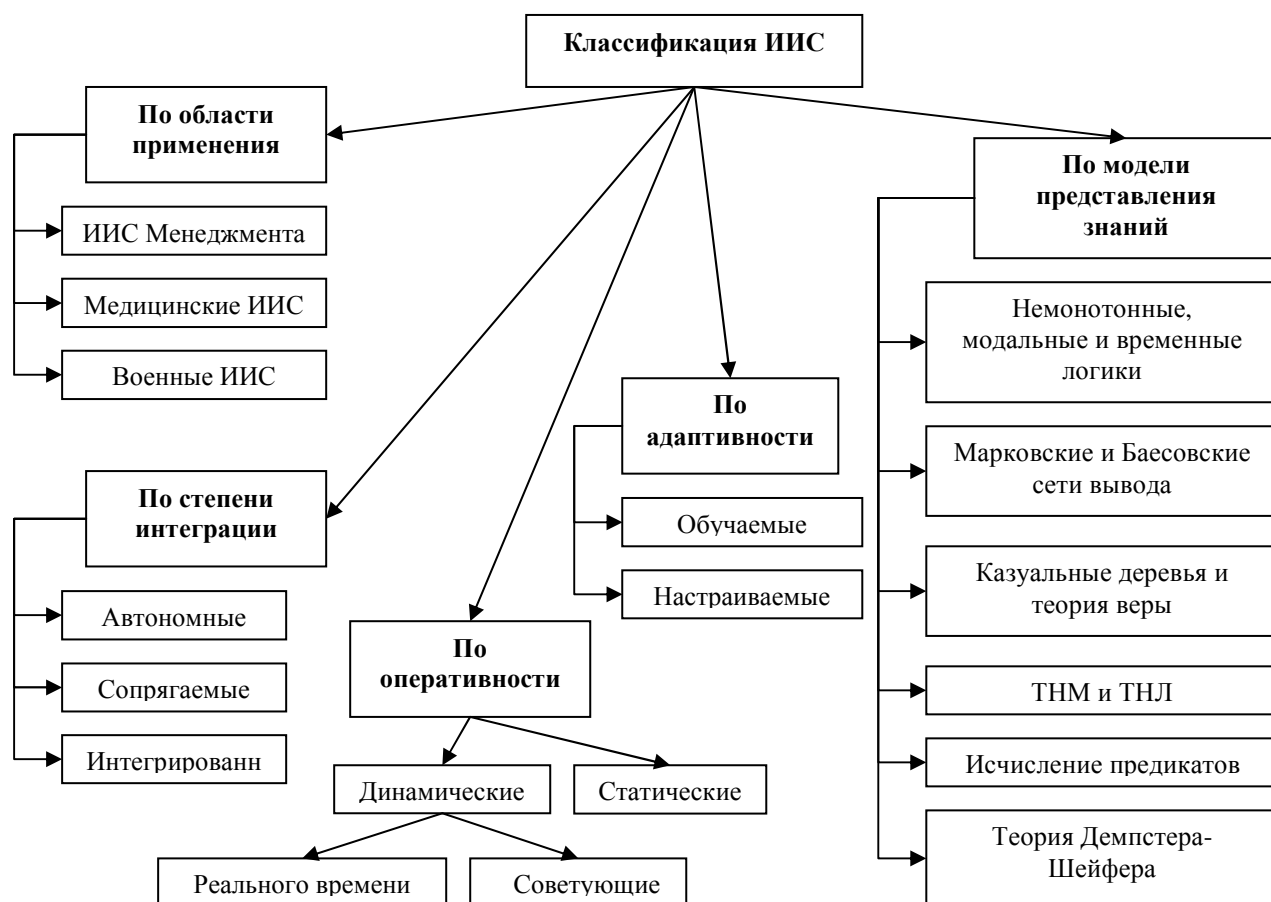 Классификация ИИС
По области
применения
ИИС Менеджмента
Медицинские ИИС
Военные ИИС
По степени
интеграции
Автономные
Сопрягаемые
Интегрированн
По
оперативности
Динамические
Статические
Реального времени
Советующие
По
адаптивности
Обучаемые
Настраиваемые
По модели
представления
знаний
Немонотонные,
модальные и временные
логики
Марковские и Баесовские
сети вывода
Казуальные деревья и
теория веры
ТНМ и ТНЛ
Исчисление предикатов
Теория Демпстера-
Шейфера